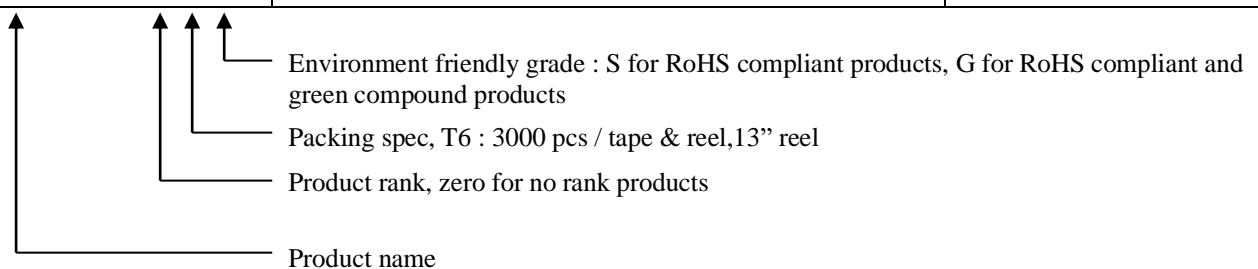 Environment friendly grade : S for RoHS compliant products, G for RoHS compliant and
green compound products
Packing spec, T6 : 3000 pcs / tape & reel,13” reel
Product rank, zero for no rank products
Product name